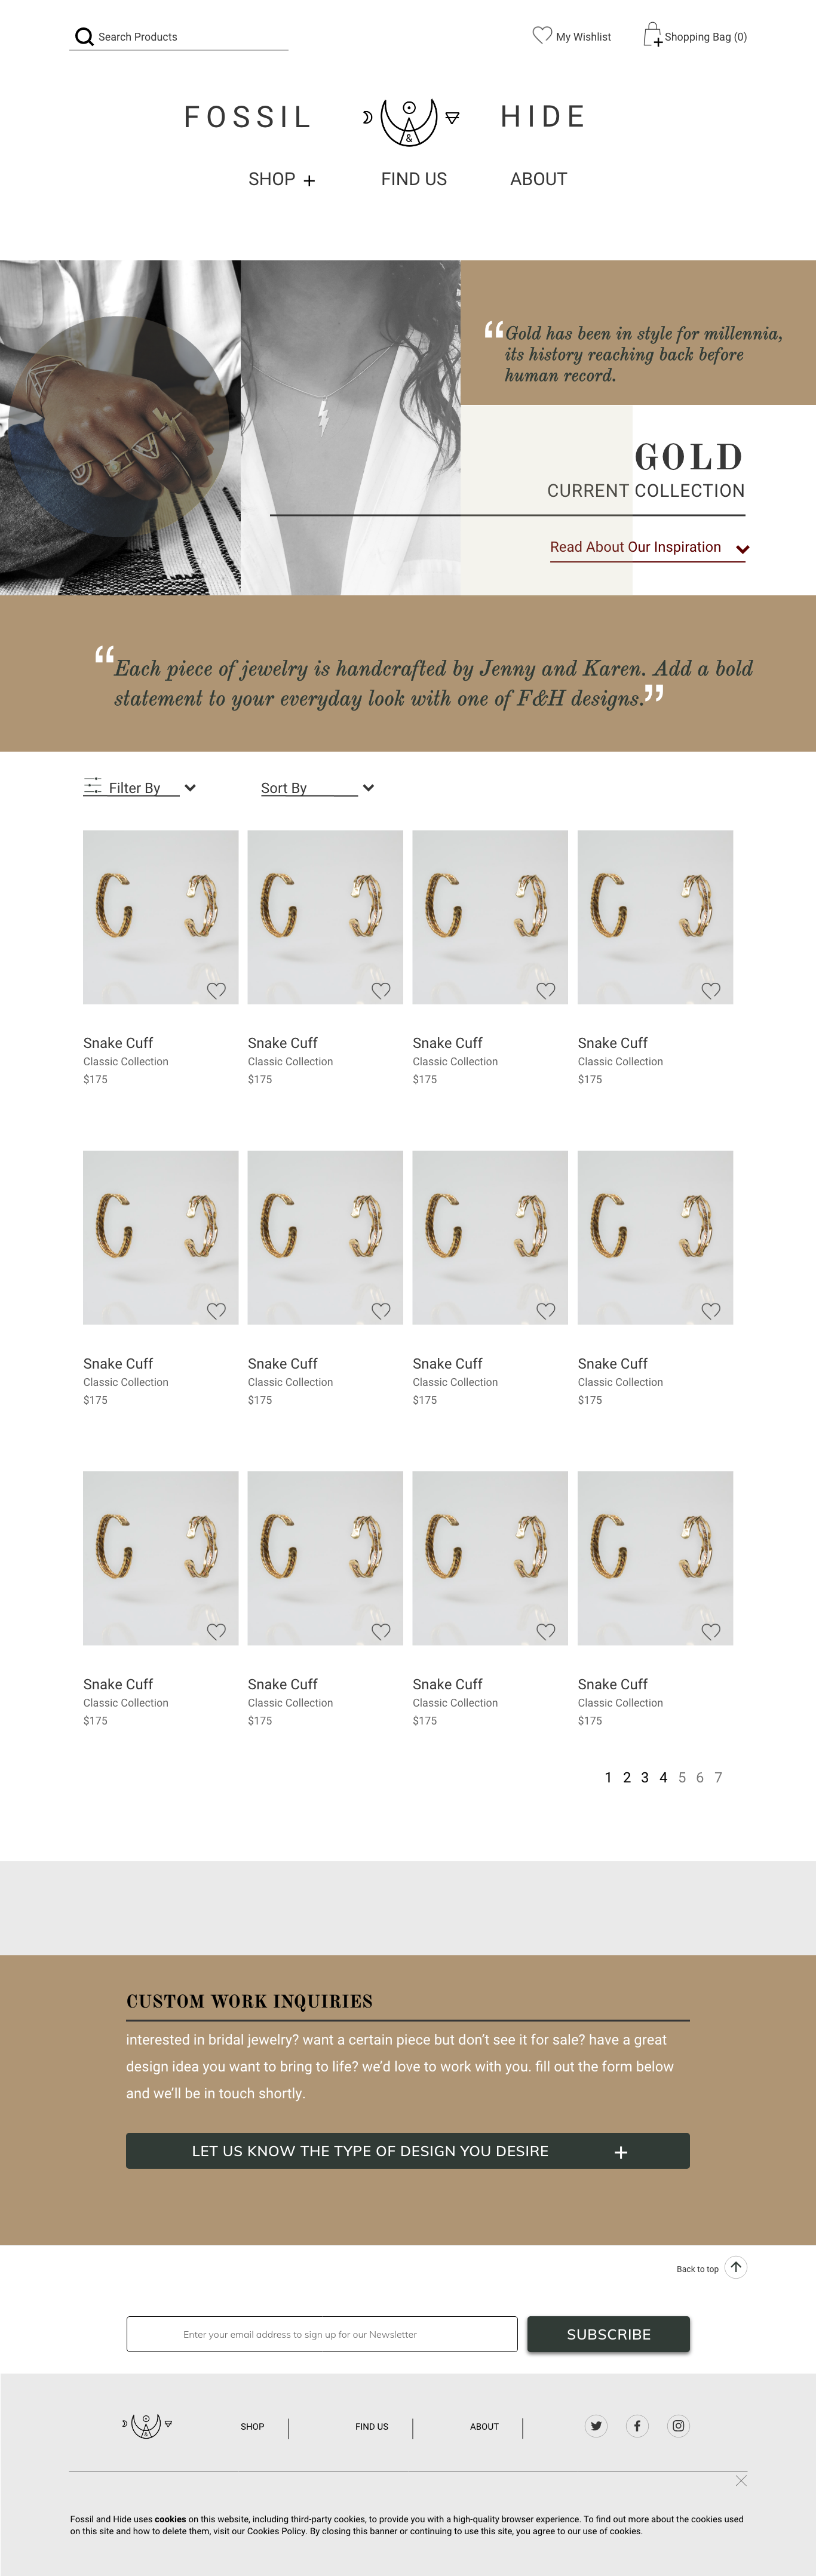 Search Products
My Wishlist
Shopping Bag (0)
FOSSIL & HIDE
SHOP +
FIND US
ABOUT
“Gold has been in style for millennia,
its history reaching back before
human record.
GOLD
CURRENT COLLECTION
Read About Our Inspiration
“Each piece of jewelry is handcrafted by Jenny and Karen. Add a bold
statement to your everyday look with one of F&H designs.”
Filter By
Sort By
Snake Cuff
Classic Collection
$175
Snake Cuff
Classic Collection
$175
Snake Cuff
Classic Collection
$175
Snake Cuff
Classic Collection
$175
Snake Cuff
Classic Collection
$175
Snake Cuff
Classic Collection
$175
Snake Cuff
Classic Collection
$175
Snake Cuff
Classic Collection
$175
Snake Cuff
Classic Collection
$175
Snake Cuff
Classic Collection
$175
Snake Cuff
Classic Collection
$175
Snake Cuff
Classic Collection
$175
1 2 3 4 5 6 7
CUSTOM WORK INQUIRIES
interested in bridal jewelry? want a certain piece but don’t see it for sale? have a great
design idea you want to bring to life? we’d love to work with you. fill out the form below
and we’ll be in touch shortly.
LET US KNOW THE TYPE OF DESIGN YOU DESIRE +
Back to top
Enter your email address to sign up for our Newsletter
SUBSCRIBE
&
SHOP
FIND US
ABOUT
Fossil and Hide uses cookies on this website, including third-party cookies, to provide you with a high-quality browser experience. To find out more about the cookies used
on this site and how to delete them, visit our Cookies Policy. By closing this banner or continuing to use this site, you agree to our use of cookies.